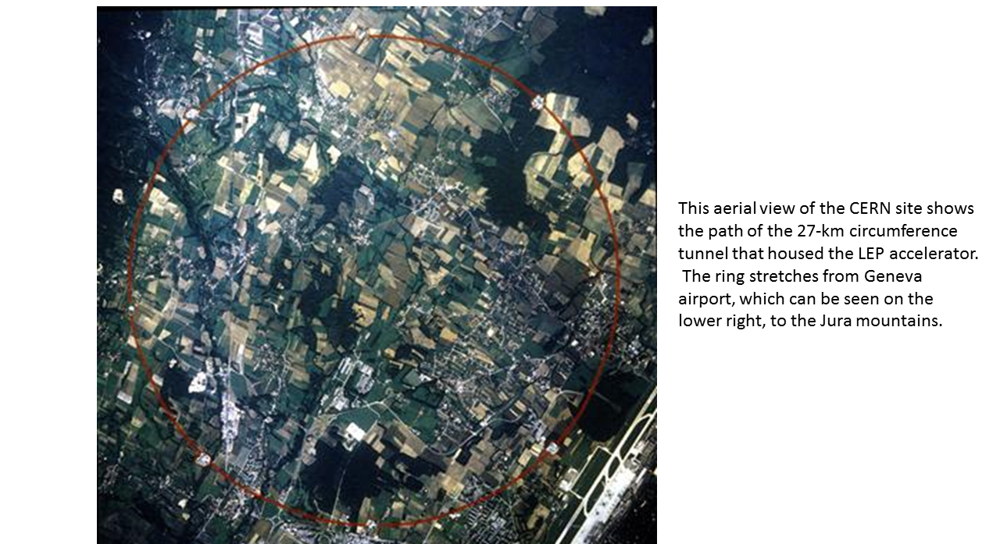 This aerial view of the CERN site shows
the path of the 27-km circumference
tunnel that housed the LEP accelerator.
The ring stretches from Geneva
airport, which can be seen on the
lower right, to the Jura mountains.